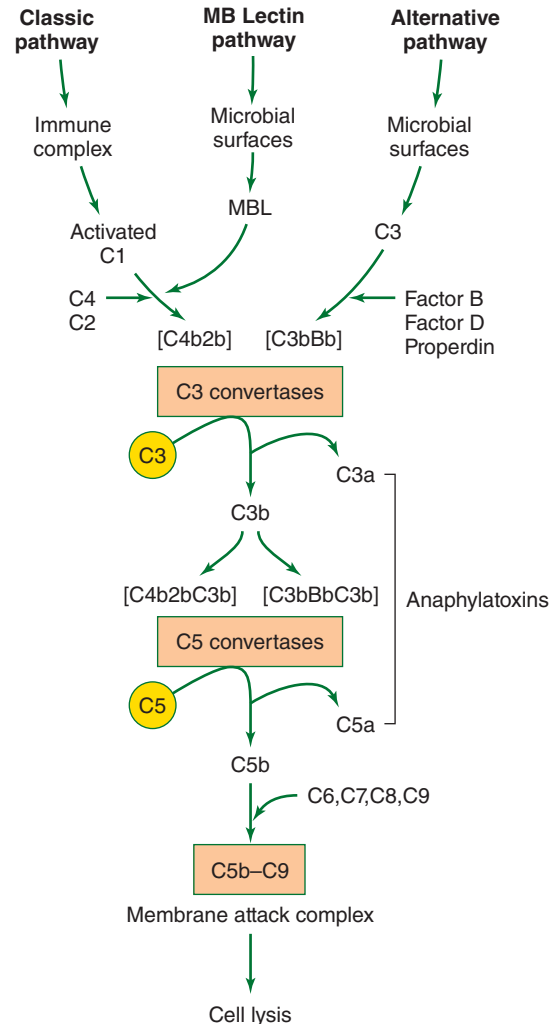 Classic
pathway
MB Lectin
pathway
Alternative
pathway
Immune
complex
Microbial
surfaces
Microbial
surfaces
MBL
Activated
C1
C3
C4
C2
Factor B
Factor D
Properdin
[C4b2b]
[C3bBb]
C3 convertases
C3
C3a
C3b
[C4b2bC3b]
[C3bBbC3b]
Anaphylatoxins
C5 convertases
C5
C5a
C5b
C6,C7,C8,C9
C5b–C9
Membrane attack complex
Cell lysis